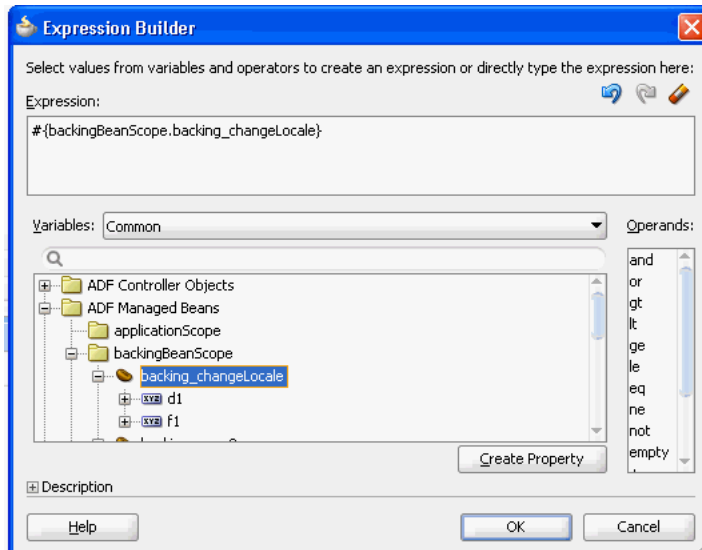 Expression Builder
Select values from variables and operators to create an expression or directly type the expression here:
Expression:
#{backingBeanScope.backing_changeLocale}
Variables: Common Operands:
ADF Controller Objects
ADF Managed Beans
applicationScope
backingBeanScope
backing_changeLocale
xyz d1
xyz f1
and
or
gt
lt
ge
le
eq
ne
not
empty
Create Property
Description
Help OK Cancel